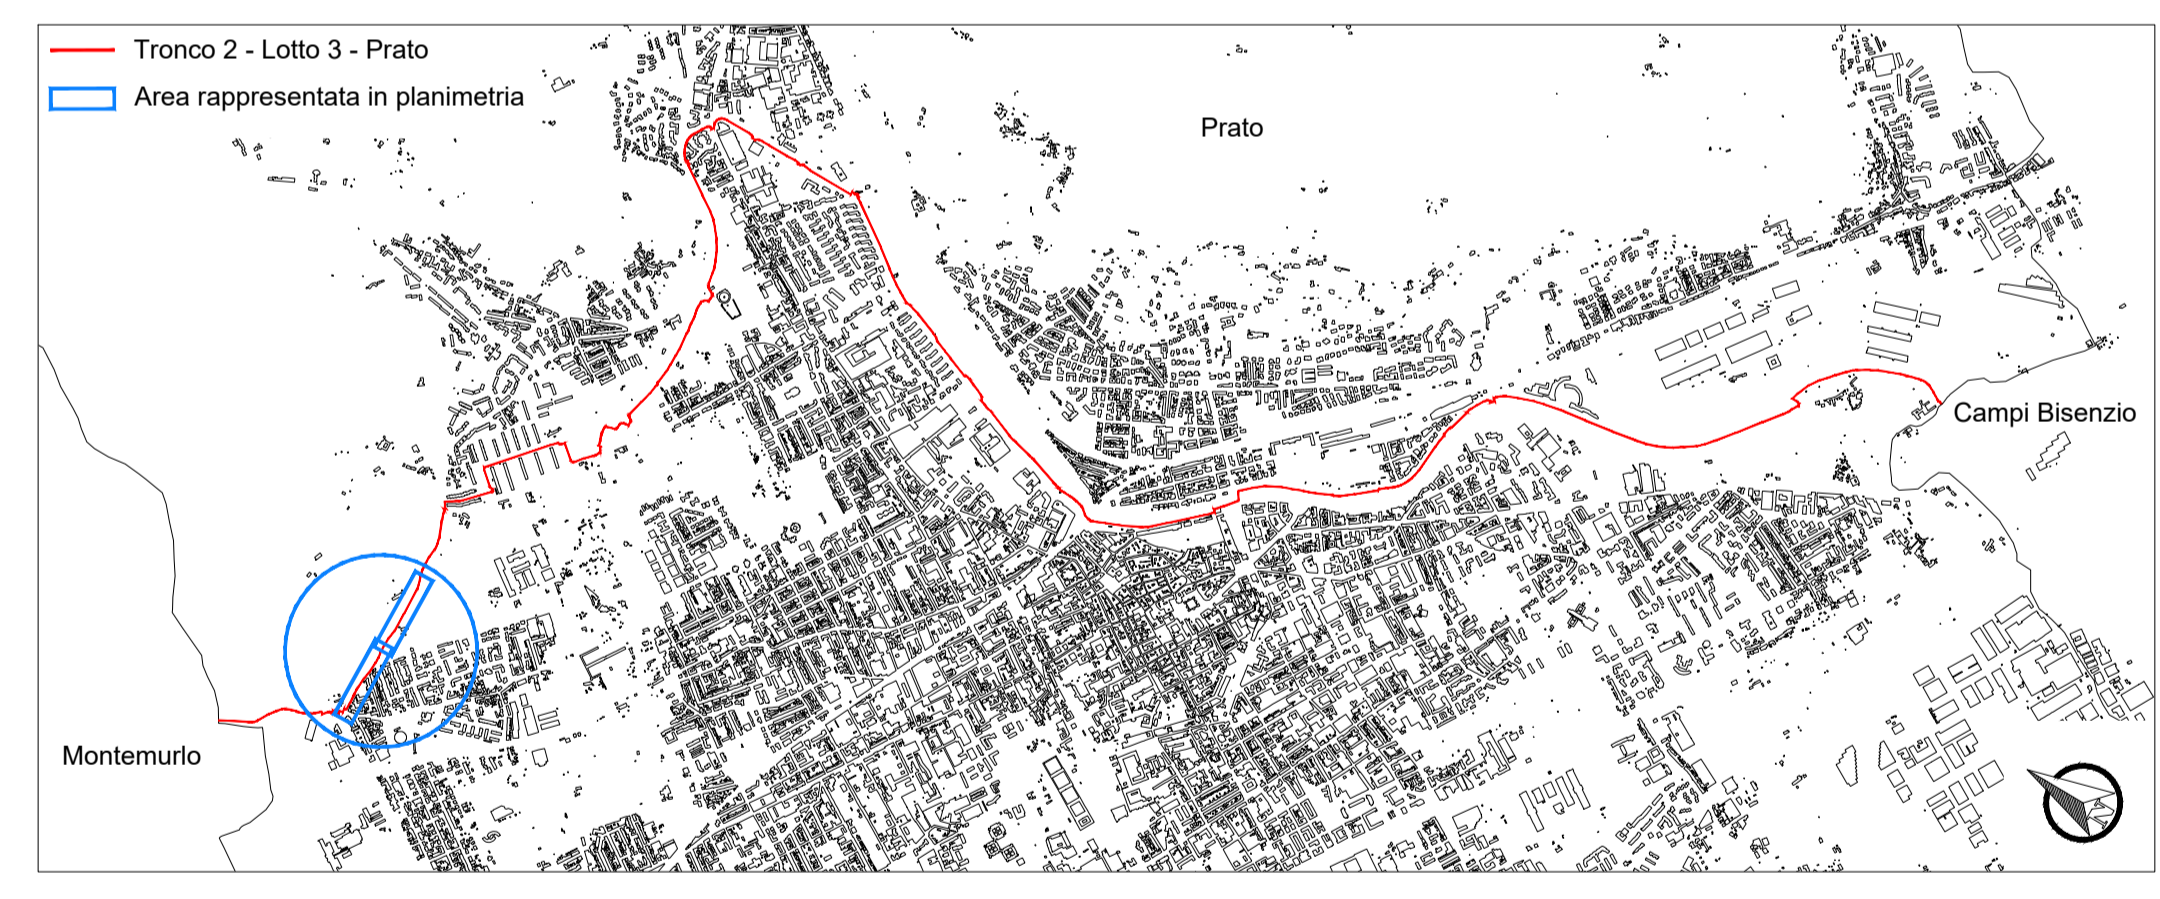 Tronco 2 - Lotto 3 - Prato
Area rappresentata in planimetria
Prato
Campi Bisenzio
Montemurlo